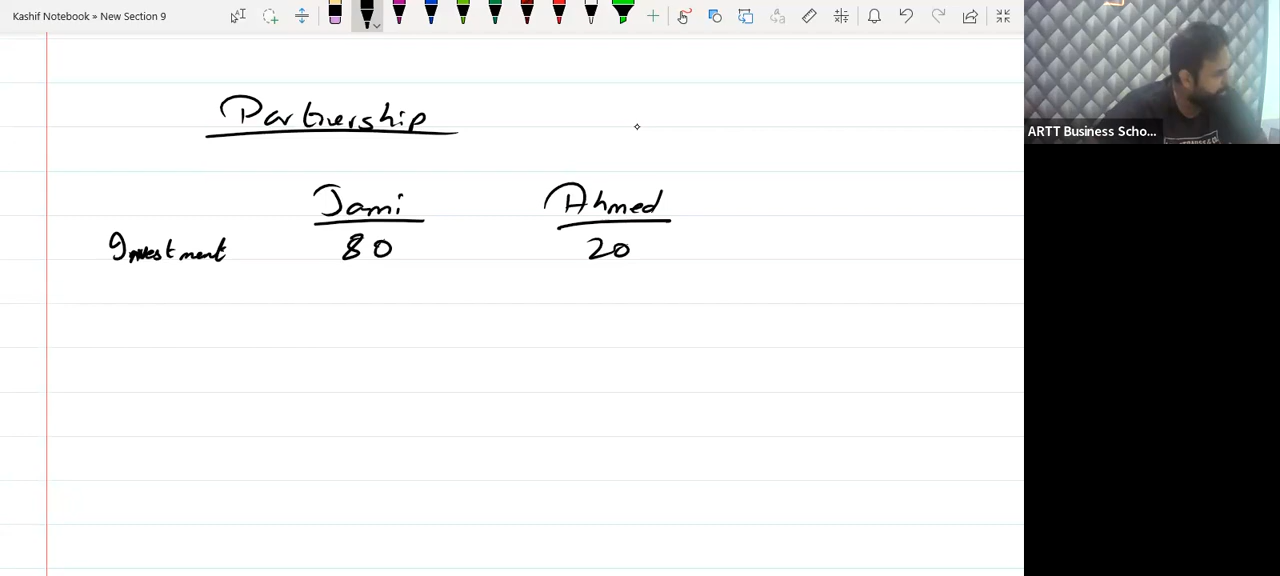 Kashif Notebook » New Section 9
ARTT Business Scho...
Partnership
Jami Ahmed
Investment 80 20